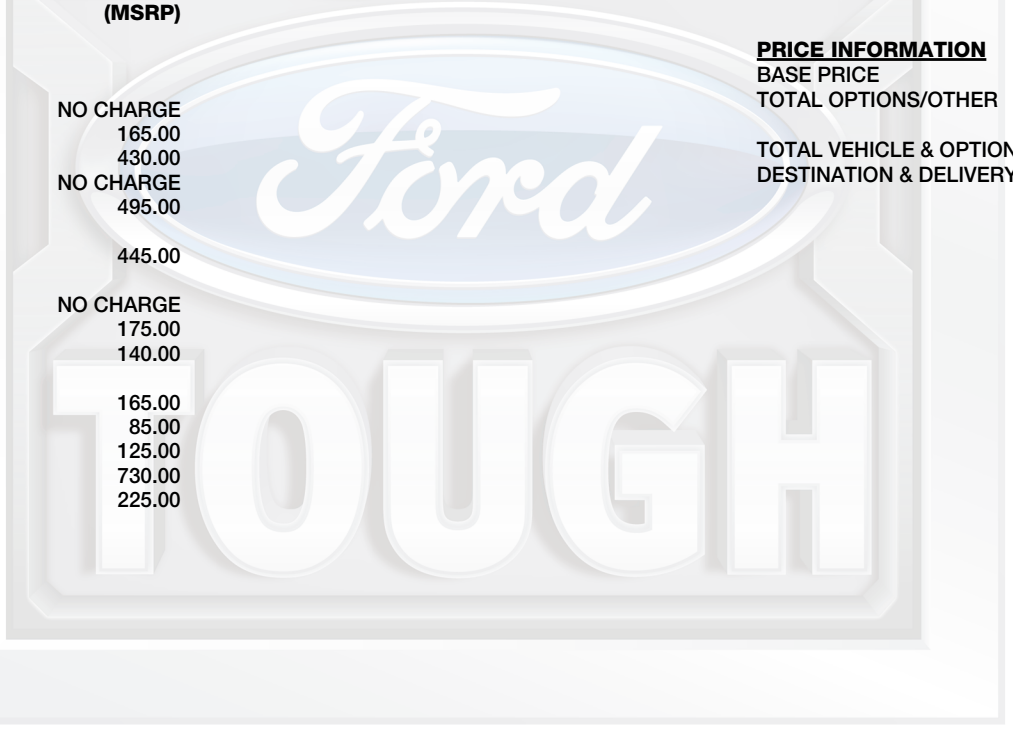 (MSRP)
NO CHARGE
165.00
430.00
NO CHARGE
495.00
445.00
NO CHARGE
175.00
140.00
165.00
85.00
125.00
730.00
225.00
PRICE INFORMATION
BASE PRICE
TOTAL OPTIONS/OTHER
TOTAL VEHICLE & OPTION
DESTINATION & DELIVERY
Ford
TOUGH